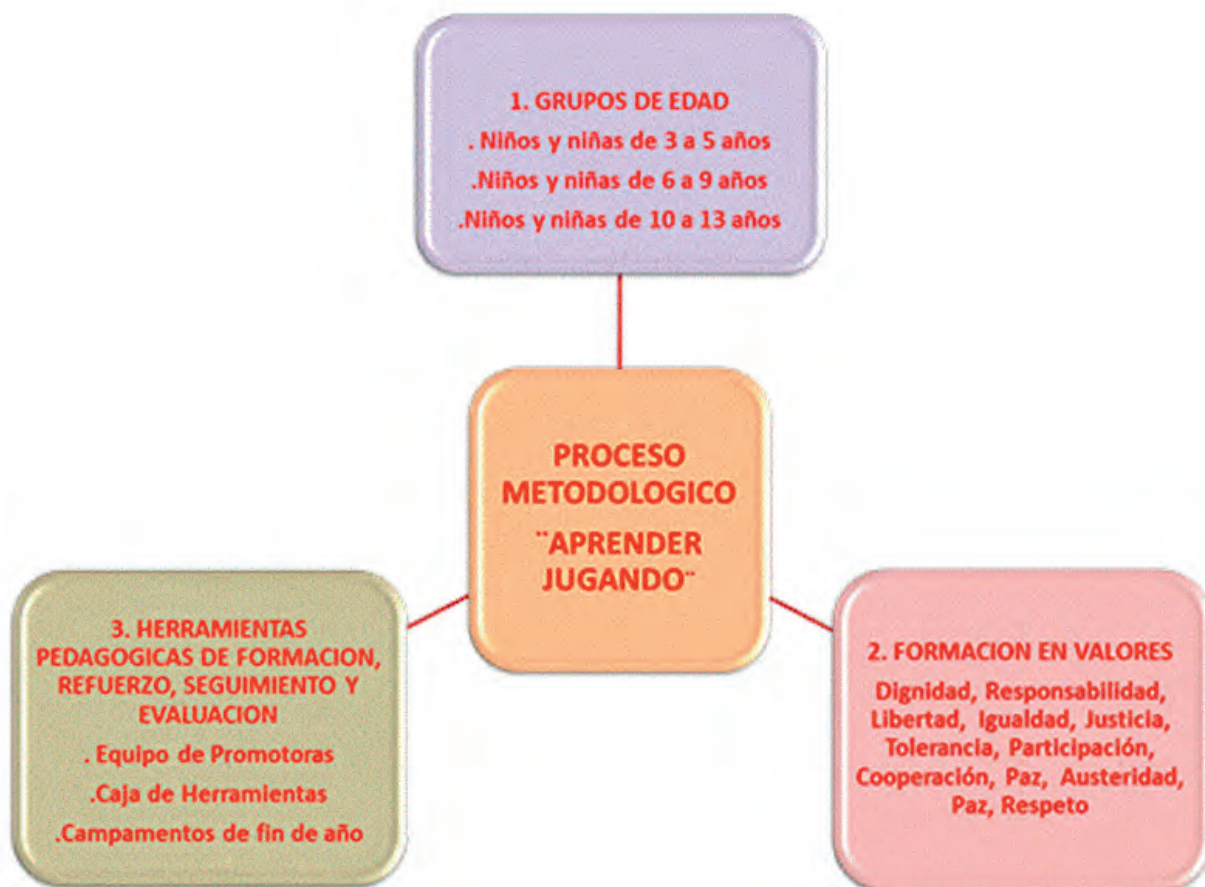 1. GRUPOS DE EDAD
. Niños y niñas de 3 a 5 años
.Niños y niñas de 6 a 9 años
.Niños y niñas de 10 a 13 años
PROCESO
METODOLOGICO
¨APRENDER
JUGANDO¨
2. FORMACION EN VALORES
Dignidad, Responsabilidad,
Libertad, Igualdad, Justicia,
Tolerancia, Participación,
Cooperación, Paz, Austeridad,
Paz, Respeto
3. HERRAMIENTAS
PEDAGOGICAS DE FORMACION,
REFUERZO, SEGUIMIENTO Y
EVALUACION
. Equipo de Promotoras
.Caja de Herramientas
.Campamentos de fin de año